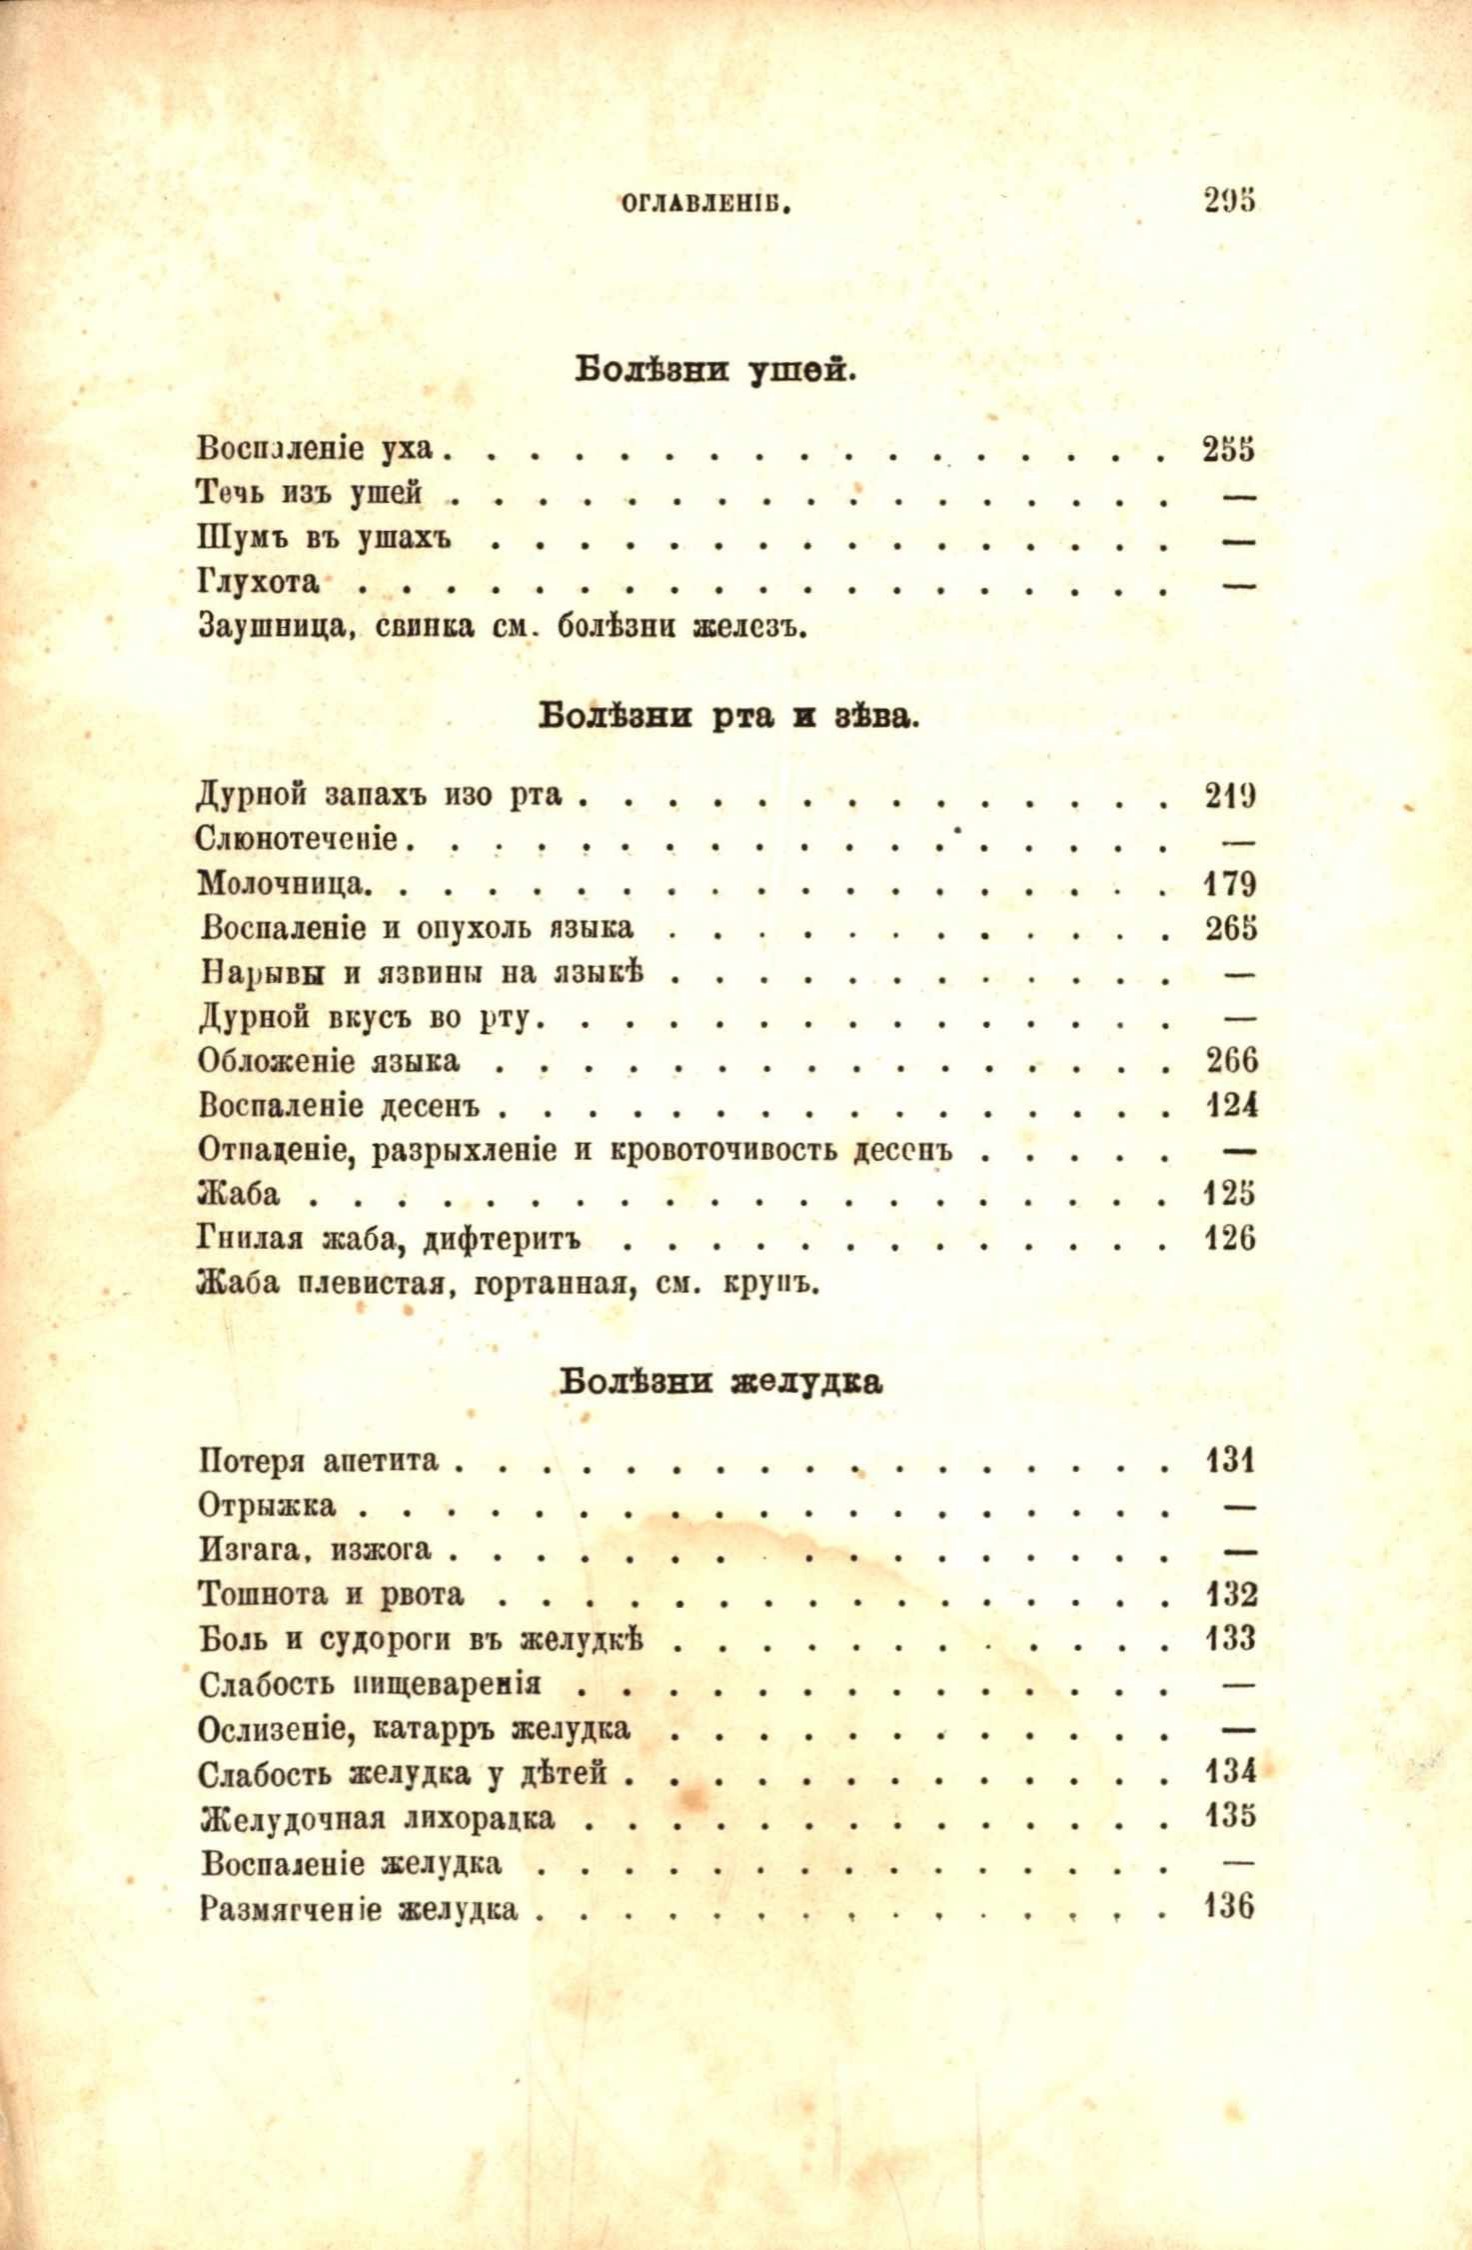 ОГЛАВЛЕНІЕ. 295
Болѣзни ушей.
Воспаленіе уха . . . . . . . . . . . . . . . . . 255
Течь изъ ушей . . . . . . . . . . . . . . . . . —
Шумъ въ ушахъ . . . . . . . . . . . . . . . . —
Глухота . . . . . . . . . . . . . . . . . . . —
Заушница, свинка см. болѣзни железъ.
Болѣзни рта и зѣва.
Дурной запахъ изо рта . . . . . . . . . . . . . . 219
Слюнотеченіе . . . . . . . . . . . . . . . . . . —
Молочница. . . . . . . . . . . . . . . . . . . 179
Воспаленіе и опухоль языка . . . . . . . . . . . . 265
Нарывы и язвины на языкѣ . . . . . . . . . . . . —
Дурной вкусъ во рту. . . . . . . . . . . . . . . —
Обложеніе языка . . . . . . . . . . . . . . . . 266
Воспаленіе десенъ . . . . . . . . . . . . . . . . 124
Отпаденіе, разрыхленіе и кровоточивость десенъ . . . . . —
Жаба . . . . . . . . . . . . . . . . . . . . 125
Гнилая жаба, дифтеритъ . . . . . . . . . . . . . 126
Жаба плевистая, гортанная, см. крупъ.
Болѣзни желудка
Потеря апетита . . . . . . . . . . . . . . . . . 131
Отрыжка . . . . . . . . . . . . . . . . . . . —
Изгага, изжога . . . . . . . . . . . . . . . . —
Тошнота и рвота . . . . . . . . . . . . . . . . 132
Боль и судороги въ желудкѣ . . . . . . . . . . . . 133
Слабость пищеваренія . . . . . . . . . . . . . . —
Ослизеніе, катарръ желудка . . . . . . . . . . . . —
Слабость желудка у дѣтей . . . . . . . . . . . . . 134
Желудочная лихорадка . . . . . . . . . . . . . . 135
Воспаленіе желудка . . . . . . . . . . . . . . . —
Размягченіе желудка . . . . . . . . . . . . . . . 136